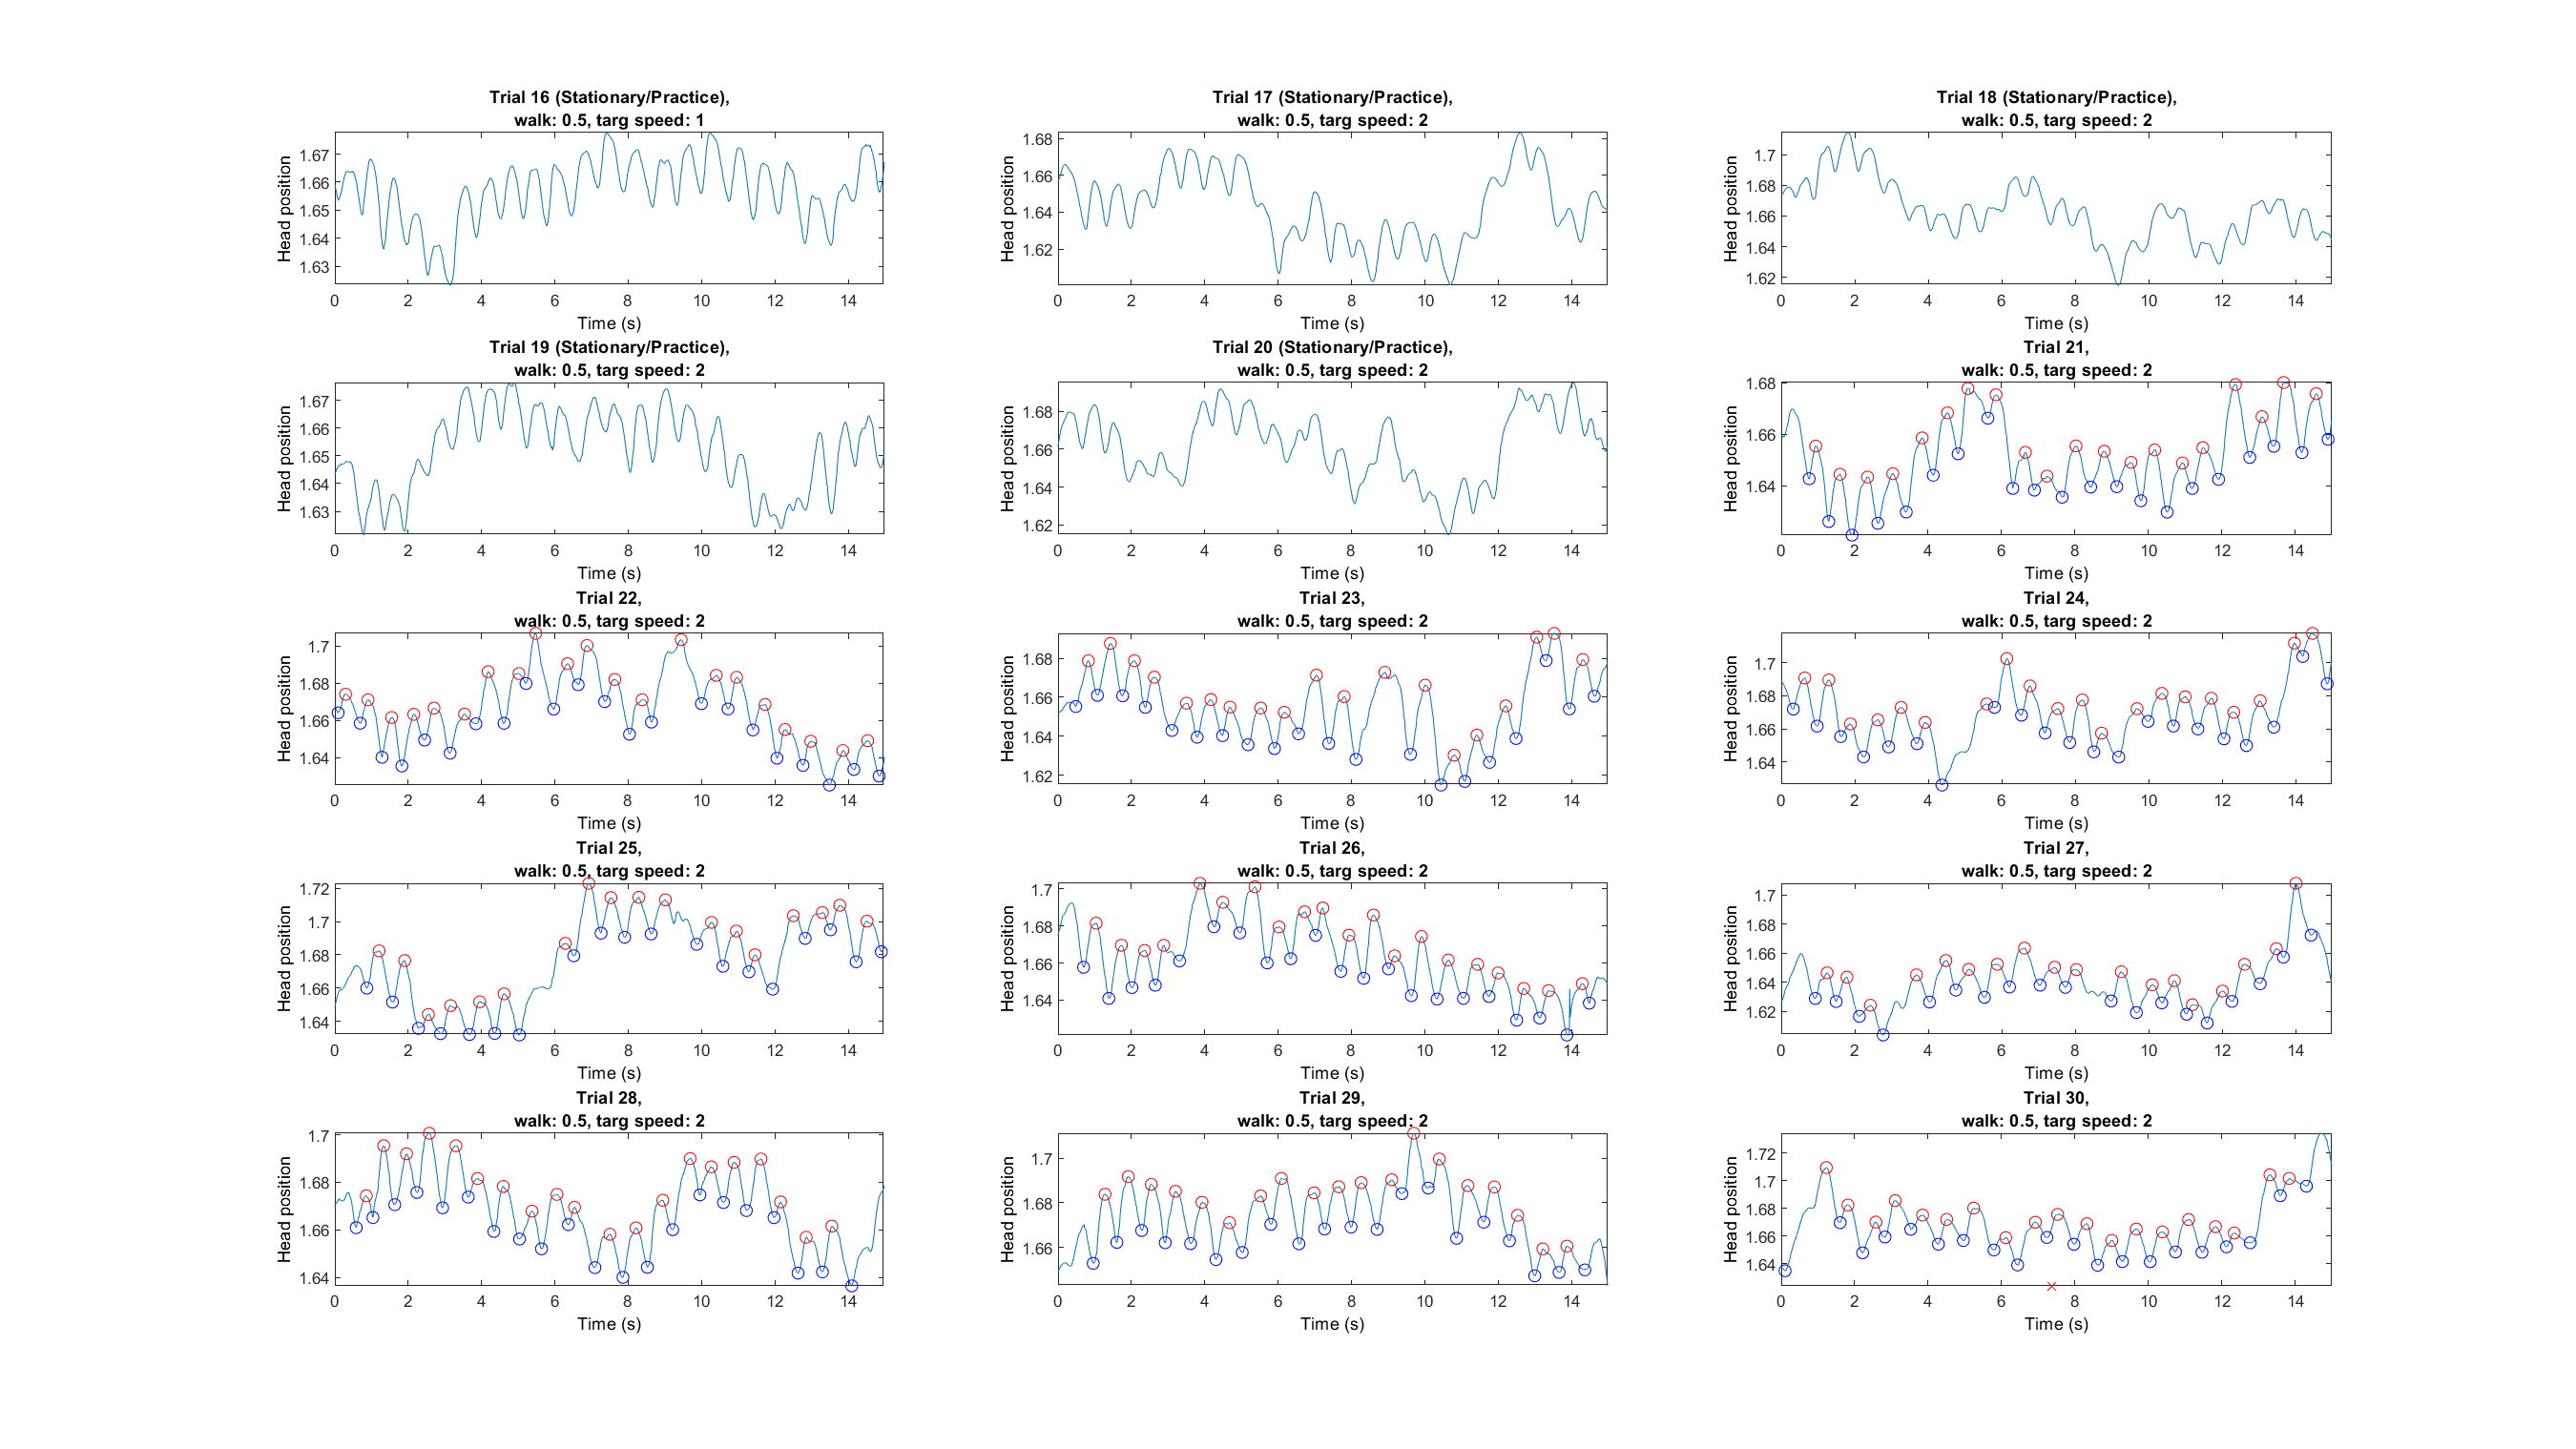 Trial 16 (Stationary/Practice),
walk: 0.5, targ speed: 1
Head position
1.67
1.66
1.65
1.64
1.63
0 2 4 6 8 10 12 14
Time (s)
Trial 17 (Stationary/Practice),
walk: 0.5, targ speed: 2
Head position
1.68
1.66
1.64
1.62
0 2 4 6 8 10 12 14
Time (s)
Trial 18 (Stationary/Practice),
walk: 0.5, targ speed: 2
Head position
1.7
1.68
1.66
1.64
1.62
0 2 4 6 8 10 12 14
Time (s)
Trial 19 (Stationary/Practice),
walk: 0.5, targ speed: 2
Head position
1.67
1.66
1.65
1.64
1.63
0 2 4 6 8 10 12 14
Time (s)
Trial 20 (Stationary/Practice),
walk: 0.5, targ speed: 2
Head position
1.68
1.66
1.64
1.62
0 2 4 6 8 10 12 14
Time (s)
Trial 21,
walk: 0.5, targ speed: 2
Head position
1.68
1.66
1.64
0 2 4 6 8 10 12 14
Time (s)
Trial 22,
walk: 0.5, targ speed: 2
Head position
1.7
1.68
1.66
1.64
0 2 4 6 8 10 12 14
Time (s)
Trial 23,
walk: 0.5, targ speed: 2
Head position
1.68
1.66
1.64
1.62
0 2 4 6 8 10 12 14
Time (s)
Trial 24,
walk: 0.5, targ speed: 2
Head position
1.7
1.68
1.66
1.64
0 2 4 6 8 10 12 14
Time (s)
Trial 25,
walk: 0.5, targ speed: 2
Head position
1.72
1.7
1.68
1.66
1.64
0 2 4 6 8 10 12 14
Time (s)
Trial 26,
walk: 0.5, targ speed: 2
Head position
1.7
1.68
1.66
1.64
0 2 4 6 8 10 12 14
Time (s)
Trial 27,
walk: 0.5, targ speed: 2
Head position
1.7
1.68
1.66
1.64
1.62
0 2 4 6 8 10 12 14
Time (s)
Trial 28,
walk: 0.5, targ speed: 2
Head position
1.7
1.68
1.66
1.64
0 2 4 6 8 10 12 14
Time (s)
Trial 29,
walk: 0.5, targ speed: 2
Head position
1.7
1.68
1.66
0 2 4 6 8 10 12 14
Time (s)
Trial 30,
walk: 0.5, targ speed: 2
Head position
1.72
1.7
1.68
1.66
1.64
0 2 4 6 8 10 12 14
Time (s)